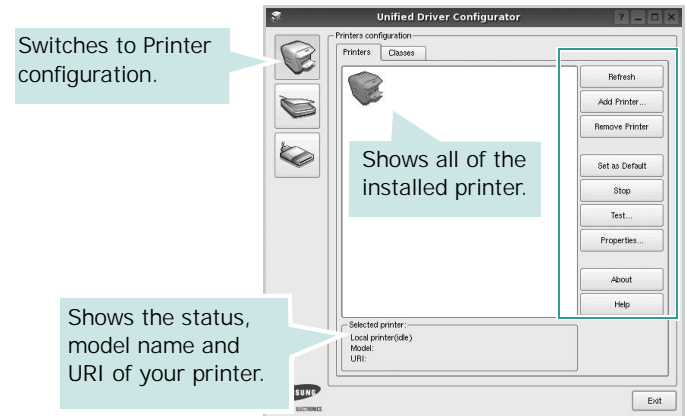 Unified Driver Configurator
Switches to Printer
configuration.
Printers configuration
Printers
Classes
Refresh
Add Printer...
Remove Printer
Shows all of the
installed printer.
Set as Default
Stop
Test...
Properties...
About
Help
Shows the status,
model name and
URI of your printer.
Selected printer:
Local printer(idle)
Model:
URI:
SUNG
ELECTRONICS
Exit